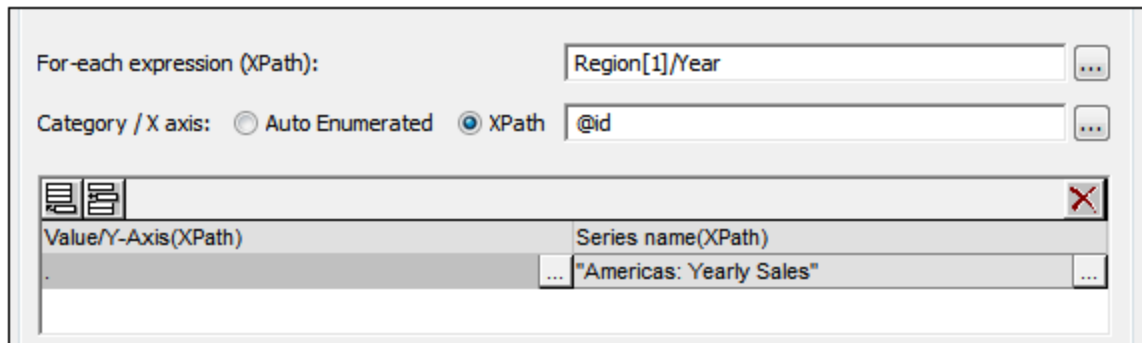 For-each expression (XPath): Region[1]/Year ...
Category / X axis: Auto Enumerated XPath @id ...
Value/Y-Axis(XPath) Series name(XPath)
. ... "Americas: Yearly Sales" ...